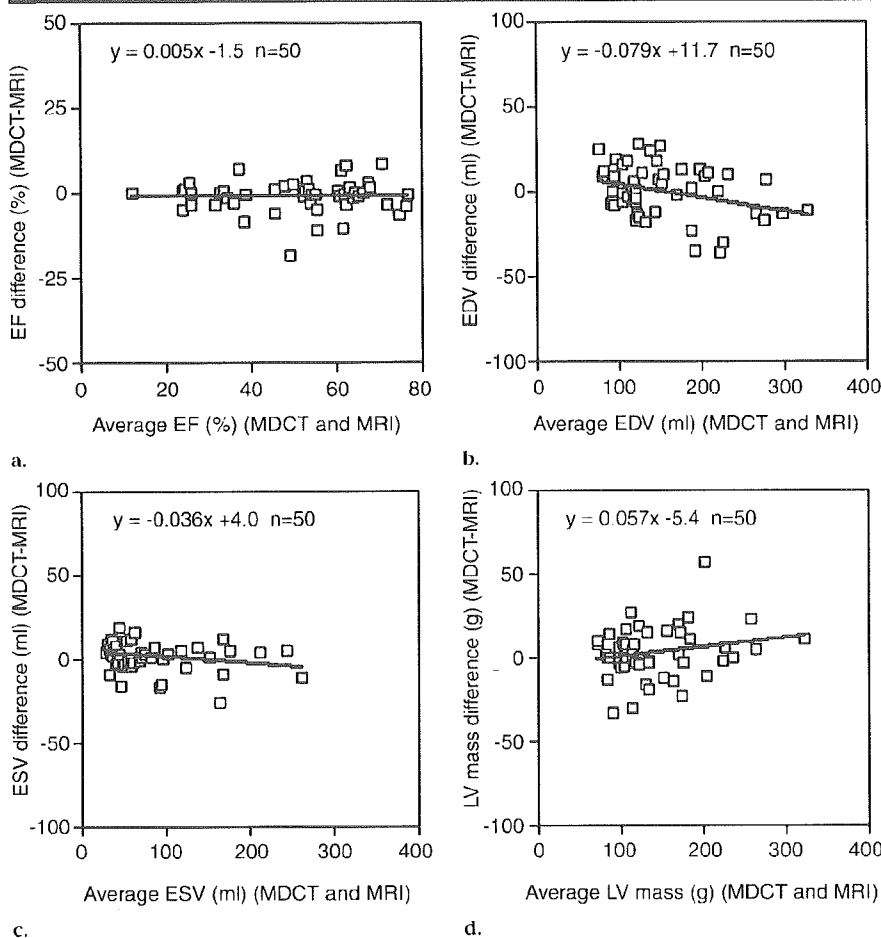 50
25
0
-25
-50
EF difference (%) (MDCT-MRI)
y = 0.005x -1.5 n=50
0 20 40 60 80
Average EF (%) (MDCT and MRI)
a.
100
50
0
-50
-100
EDV difference (ml) (MDCT-MRI)
y = -0.079x +11.7 n=50
0 100 200 300 400
Average EDV (ml) (MDCT and MRI)
b.
100
50
0
-50
-100
ESV difference (ml) (MDCT-MRI)
y = -0.036x +4.0 n=50
0 100 200 300 400
Average ESV (ml) (MDCT and MRI)
c.
100
50
0
-50
-100
LV mass difference (g) (MDCT-MRI)
y = 0.057x -5.4 n=50
0 100 200 300 400
Average LV mass (g) (MDCT and MRI)
d.